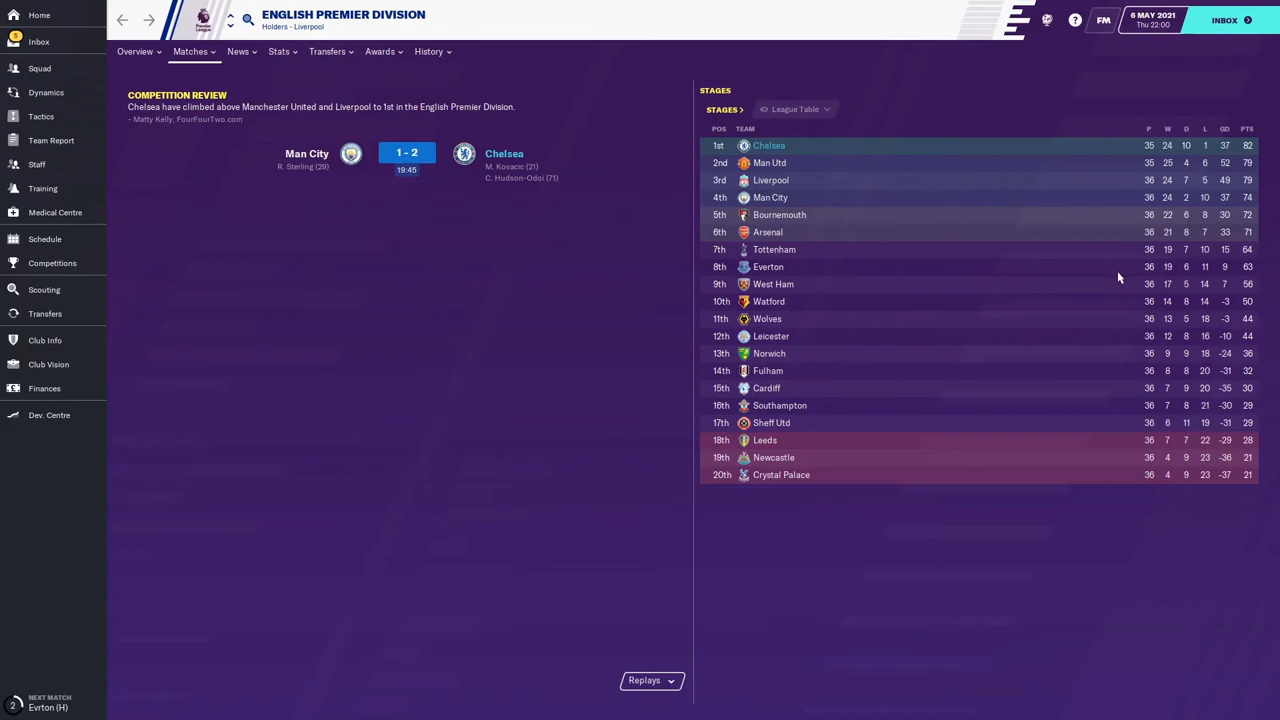 Home
5
Inbox
Squad
Dynamics
Tactics
Team Report
Staff
Training
Medical Centre
Schedule
Competitions
Scouting
Transfers
Club Info
Club Vision
Finances
Dev. Centre
2
NEXT MATCH
Evrton (H)
Premier League
ENGLISH PREMIER DIVISION
Holders - Liverpool
?
FM
6 MAY 2021
Thu 22:00
INBOX
Overview Matches News Stats Transfers Awards History
COMPETITION REVIEW
Chelsea have climbed above Manchester United and Liverpool to 1st in the English Premier Division.
- Matty Kelly, FourFourTwo.com
Man City 1 - 2 Chelsea
R. Sterling (29) 19:45 M. Kovacic (21)
C. Hudson-Odoi (71)
Replays
STAGES
STAGES > League Table
POS TEAM P W D L GD PTS
1st Chelsea 35 24 10 1 37 82
2nd Man Utd 35 25 4 6 52 79
3rd Liverpool 36 24 7 5 49 79
4th Man City 36 24 2 10 37 74
5th Bournemouth 36 22 6 8 30 72
6th Arsenal 36 21 8 7 33 71
7th Tottenham 36 19 7 10 15 64
8th Everton 36 19 6 11 9 63
9th West Ham 36 17 5 14 7 56
10th Watford 36 14 8 14 -3 50
11th Wolves 36 13 5 18 -3 44
12th Leicester 36 12 8 16 -10 44
13th Norwich 36 9 9 18 -24 36
14th Fulham 36 8 8 20 -31 32
15th Cardiff 36 7 9 20 -35 30
16th Southampton 36 7 8 21 -30 29
17th Sheff Utd 36 6 11 19 -31 29
18th Leeds 36 7 7 22 -29 28
19th Newcastle 36 4 9 23 -36 21
20th Crystal Palace 36 4 9 23 -37 21